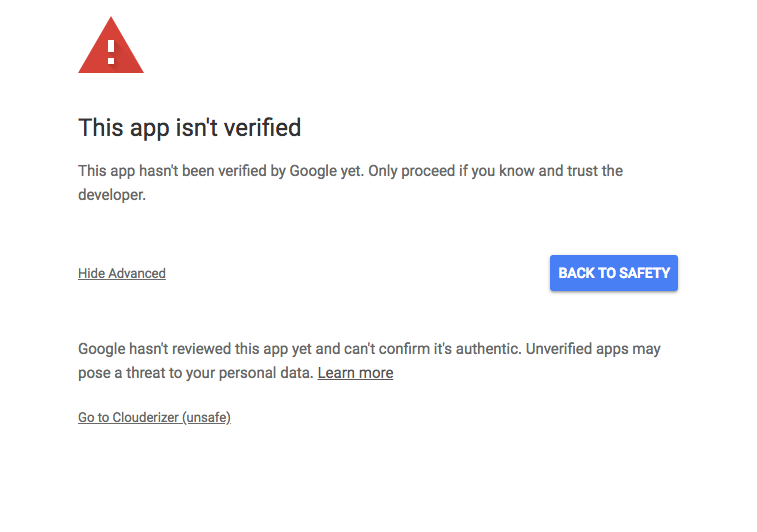 This app isn't verified
This app hasn't been verified by Google yet. Only proceed if you know and trust the
developer.
Hide Advanced
BACK TO SAFETY
Google hasn't reviewed this app yet and can't confirm it's authentic. Unverified apps may
pose a threat to your personal data. Learn more
Go to Clouderizer (unsafe)